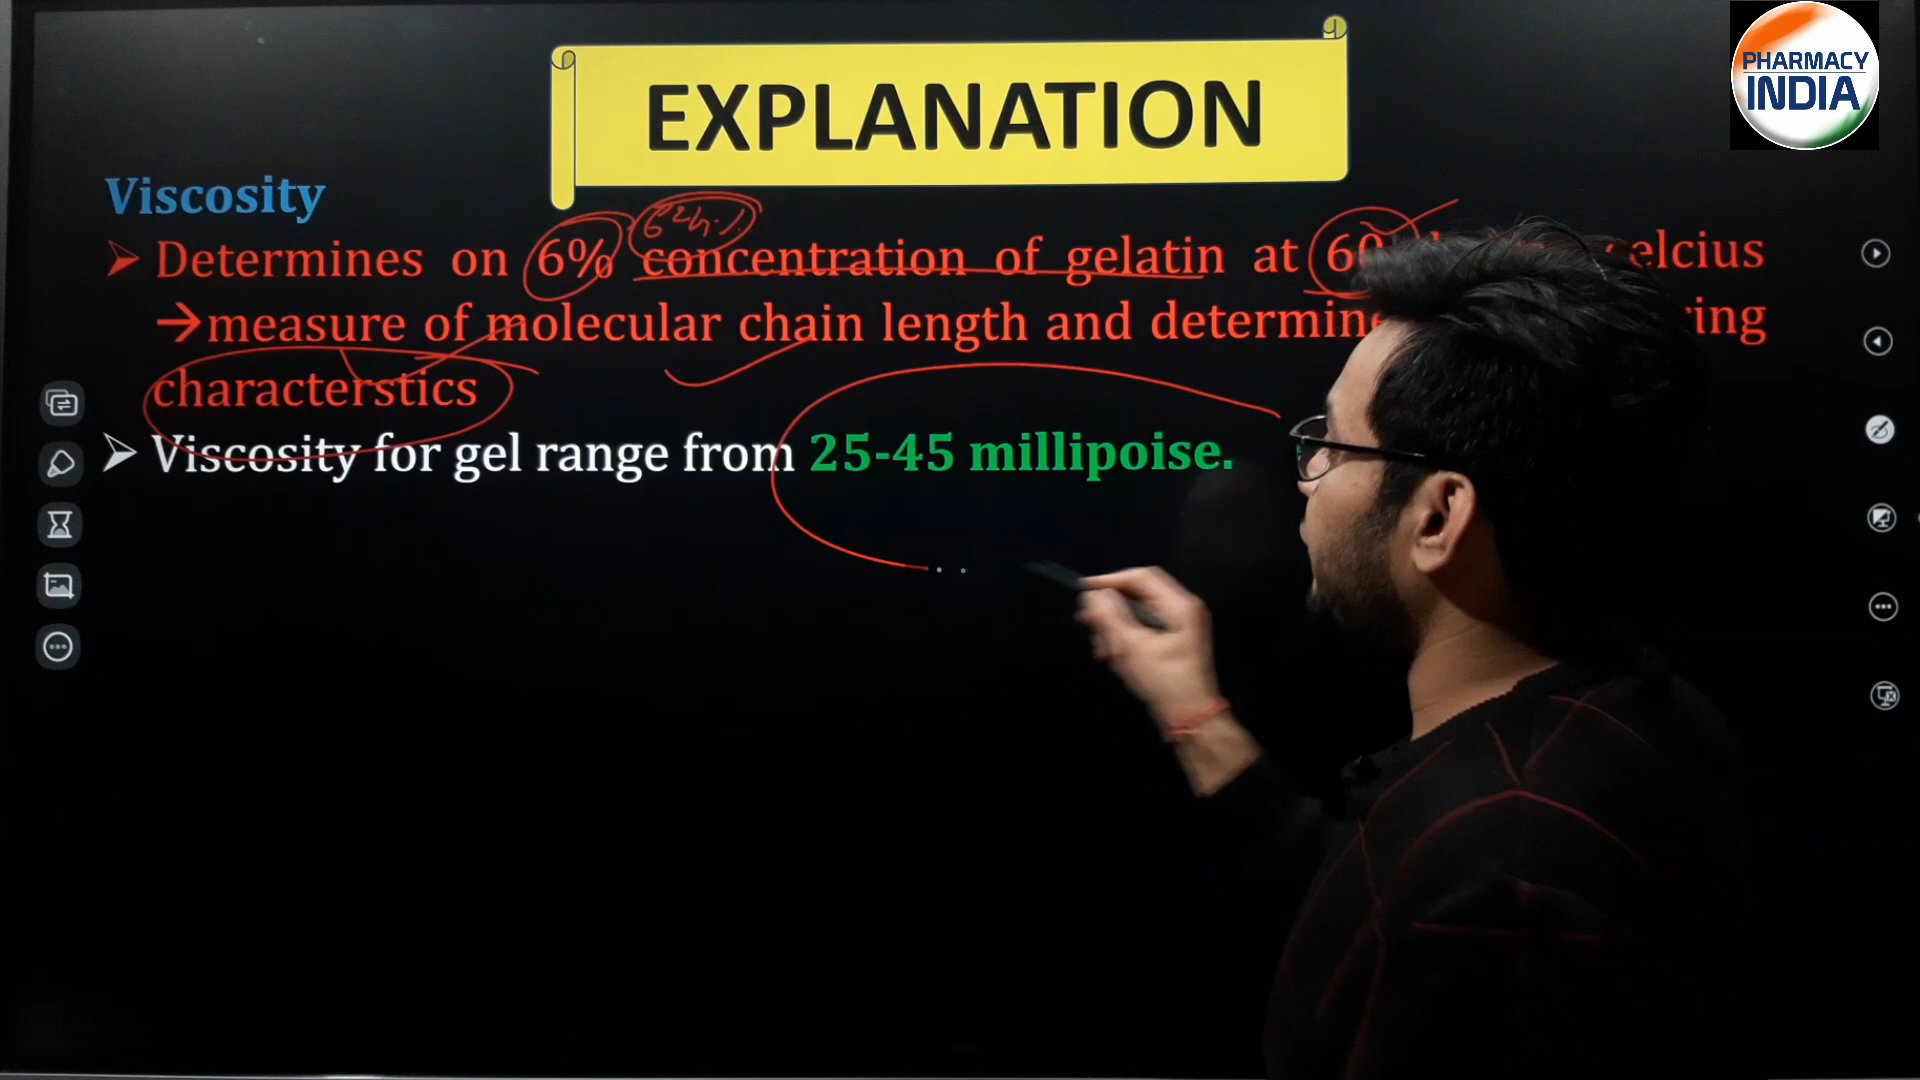 EXPLANATION
PHARMACY
INDIA
Viscosity
➢ Determines on 6% concentration of gelatin at 60 elcius
→measure of molecular chain length and determine ing
characterstics
➢ Viscosity for gel range from 25-45 millipoise.